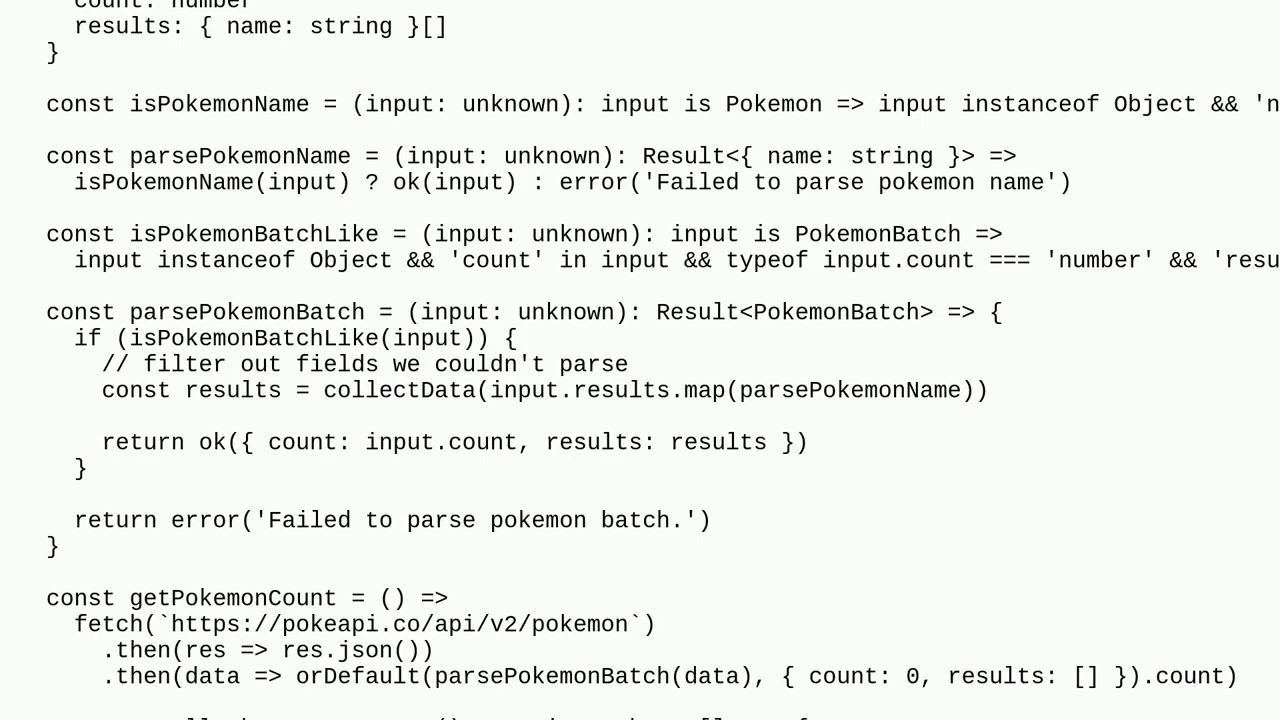 count: number
results: { name: string }[]
}
const isPokemonName = (input: unknown): input is Pokemon => input instanceof Object && 'n
const parsePokemonName = (input: unknown): Result<{ name: string }> =>
isPokemonName(input) ? ok(input) : error('Failed to parse pokemon name')
const isPokemonBatchLike = (input: unknown): input is PokemonBatch =>
input instanceof Object && 'count' in input && typeof input.count === 'number' && 'resu
const parsePokemonBatch = (input: unknown): Result<PokemonBatch> => {
if (isPokemonBatchLike(input)) {
// filter out fields we couldn't parse
const results = collectData(input.results.map(parsePokemonName))
return ok({ count: input.count, results: results })
}
return error('Failed to parse pokemon batch.')
}
const getPokemonCount = () =>
fetch(`https://pokeapi.co/api/v2/pokemon`)
.then(res => res.json())
.then(data => orDefault(parsePokemonBatch(data), { count: 0, results: [] }).count)